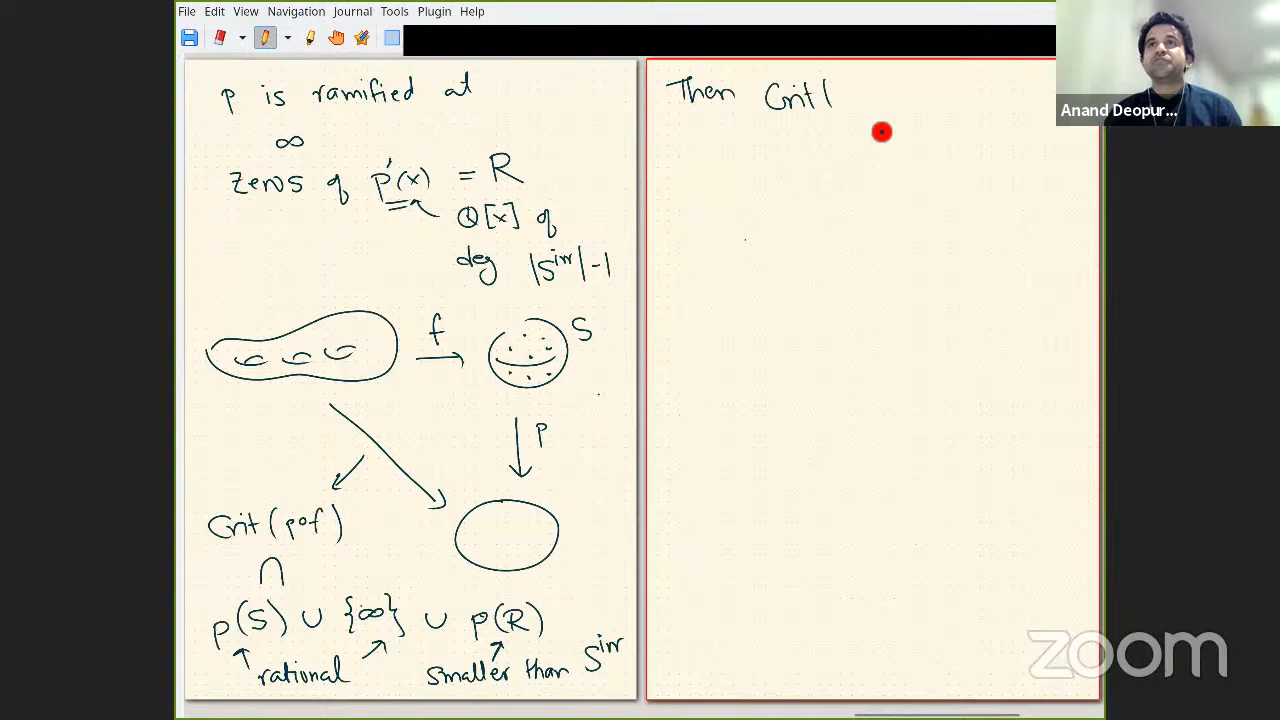 File Edit View Navigation Journal Tools Plugin Help
p is ramified at
∞
zeros of p'(x) = R
Q[x] of
deg |S^irr| -1
f
S
p
Crit(pof)
∩
p(S) ∪ {∞} ∪ p(R)
rational
smaller than S^irr
Then Crit(
Anand Deopur...
zoom